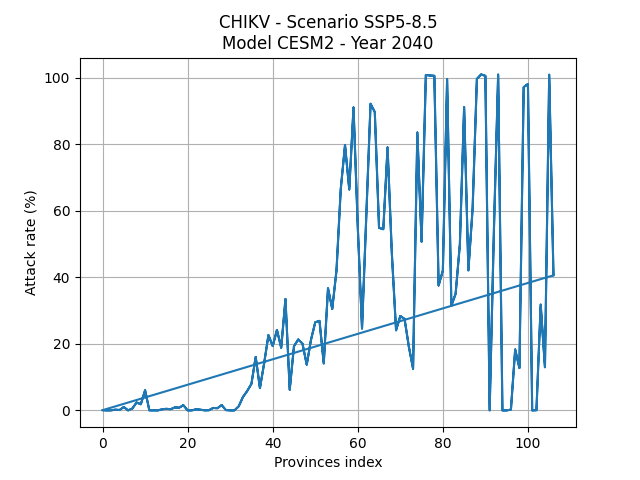 CHIKV - Scenario SSP5-8.5
Model CESM2 - Year 2040
Attack rate (%)
100
80
60
40
20
0
0 20 40 60 80 100
Provinces index